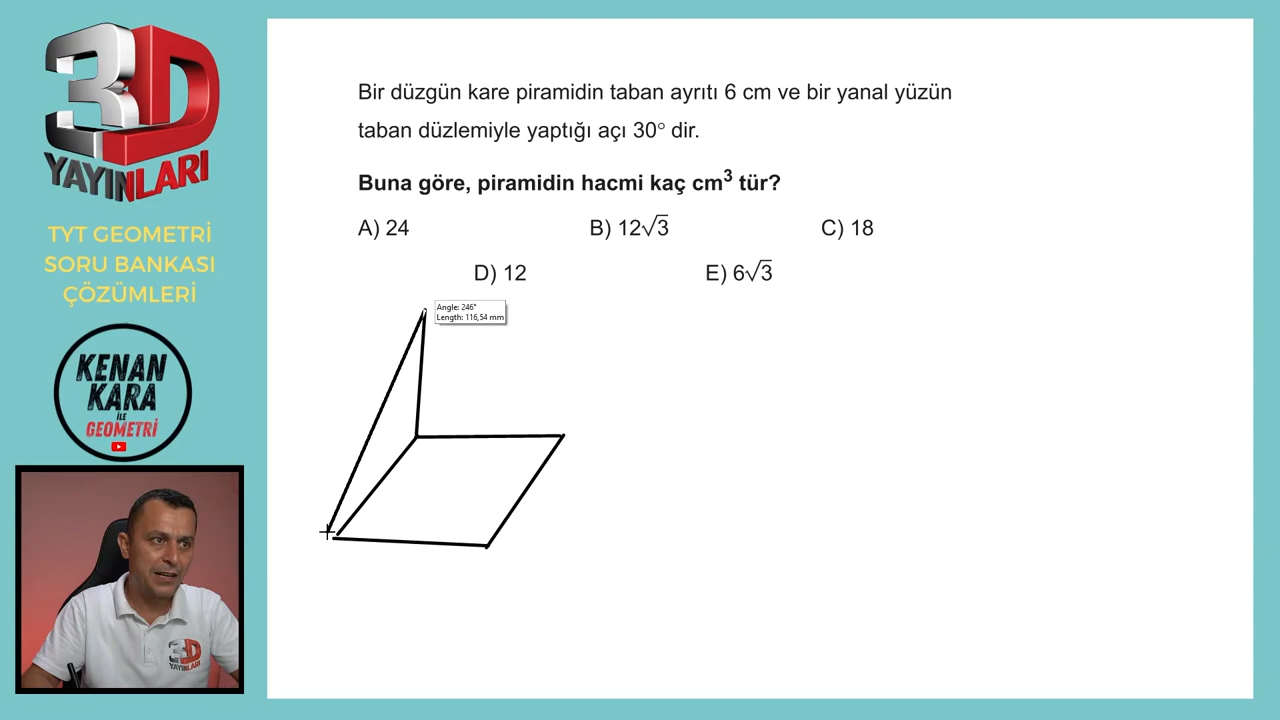 3D
YAYINLARI
TYT GEOMETRİ
SORU BANKASI
ÇÖZÜMLERİ
KENAN
KARA
İLE
GEOMETRİ
3D
YAYINLARI
Bir düzgün kare piramidin taban ayrıtı 6 cm ve bir yanal yüzün
taban düzlemiyle yaptığı açı 30° dir.
Buna göre, piramidin hacmi kaç cm³ tür?
A) 24 B) 12√3 C) 18
D) 12 E) 6√3
Angle: 246°
Length: 116,54 mm